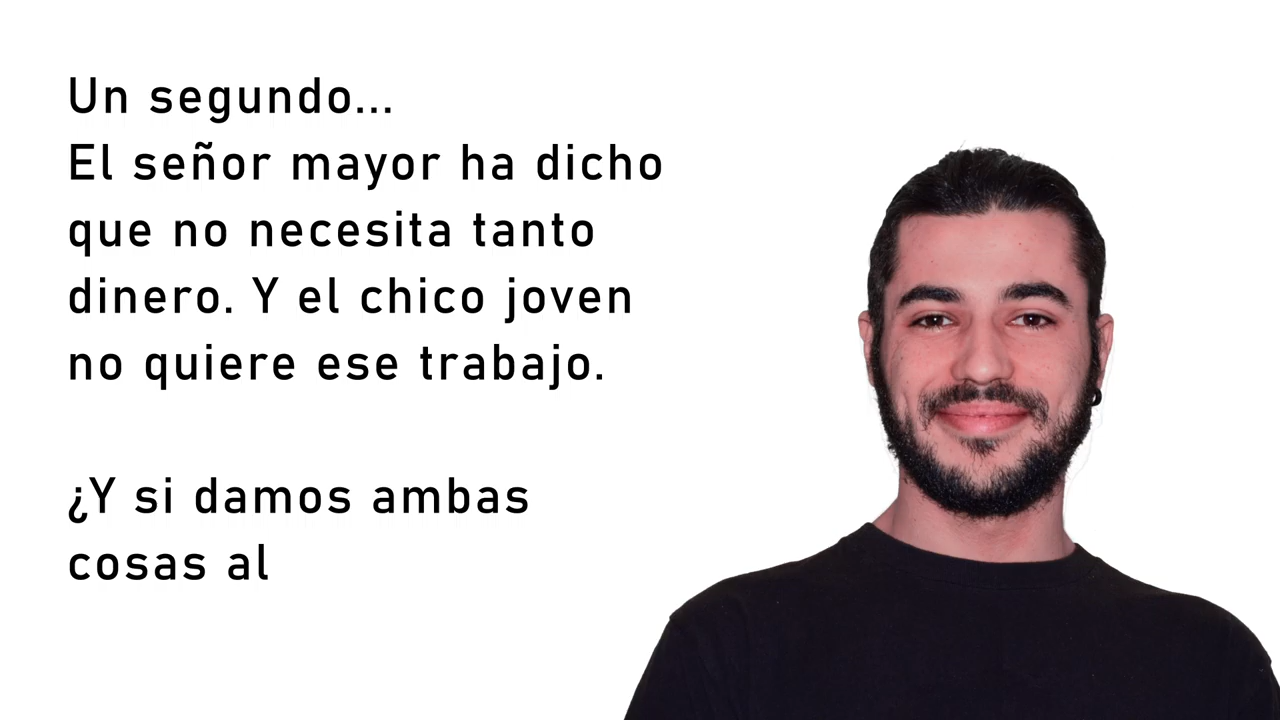 Un segundo...
El señor mayor ha dicho
que no necesita tanto
dinero. Y el chico joven
no quiere ese trabajo.
¿Y si damos ambas
cosas al